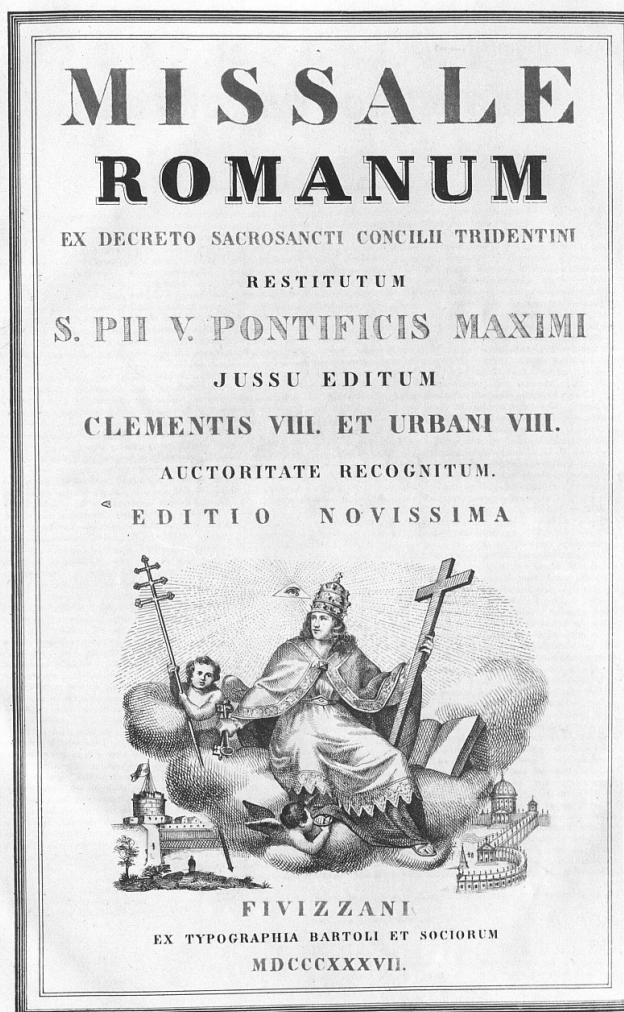 MISSALE
ROMANUM
EX DECRETO SACROSANCTI CONCILII TRIDENTINI
RESTITUTUM
S. PII V. PONTIFICIS MAXIMI
JUSSU EDITUM
CLEMENTIS VIII. ET URBANI VIII.
AUCTORITATE RECOGNITUM.
EDITIO NOVISSIMA
FIVIZZANI
EX TYPOGRAPHIA BARTOLI ET SOCIORUM
MDCCCXXXVII.